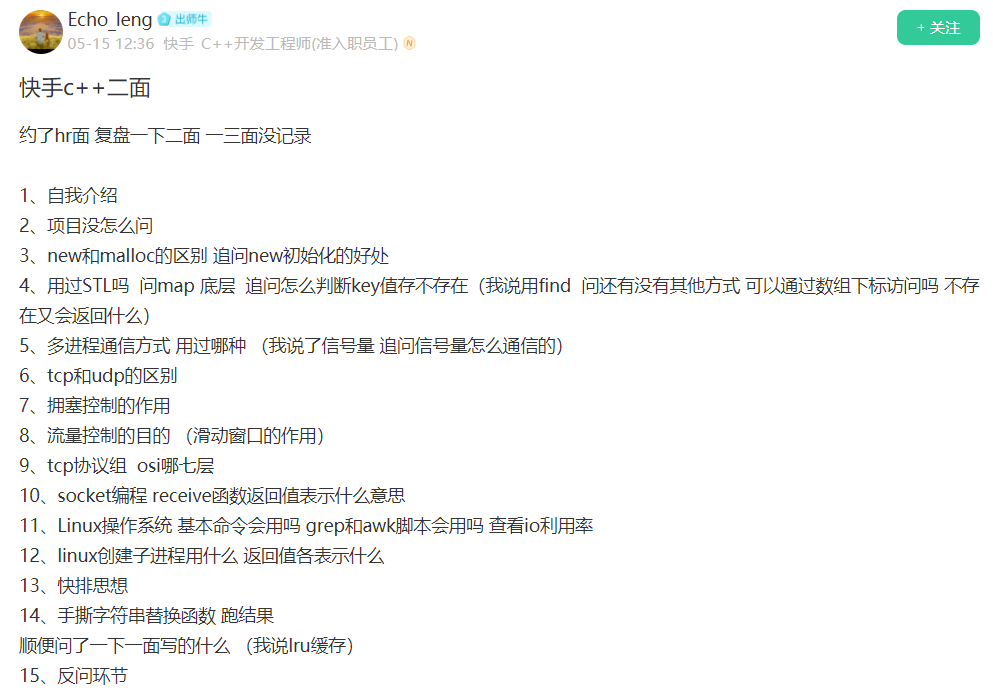 Echo_leng 3 出师牛
05-15 12:36 快手 C++开发工程师(准入职员工) N
+ 关注
快手c++二面
约了hr面 复盘一下二面 一三面没记录
1、自我介绍
2、项目没怎么问
3、new和malloc的区别 追问new初始化的好处
4、用过STL吗 问map 底层 追问怎么判断key值存不存在（我说用find 问还有没有其他方式 可以通过数组下标访问吗 不存
在又会返回什么）
5、多进程通信方式 用过哪种 （我说了信号量 追问信号量怎么通信的）
6、tcp和udp的区别
7、拥塞控制的作用
8、流量控制的目的 （滑动窗口的作用）
9、tcp协议组 osi哪七层
10、socket编程 receive函数返回值表示什么意思
11、Linux操作系统 基本命令会用吗 grep和awk脚本会用吗 查看io利用率
12、linux创建子进程用什么 返回值各表示什么
13、快排思想
14、手撕字符串替换函数 跑结果
顺便问了一下一面写的什么 （我说lru缓存）
15、反问环节